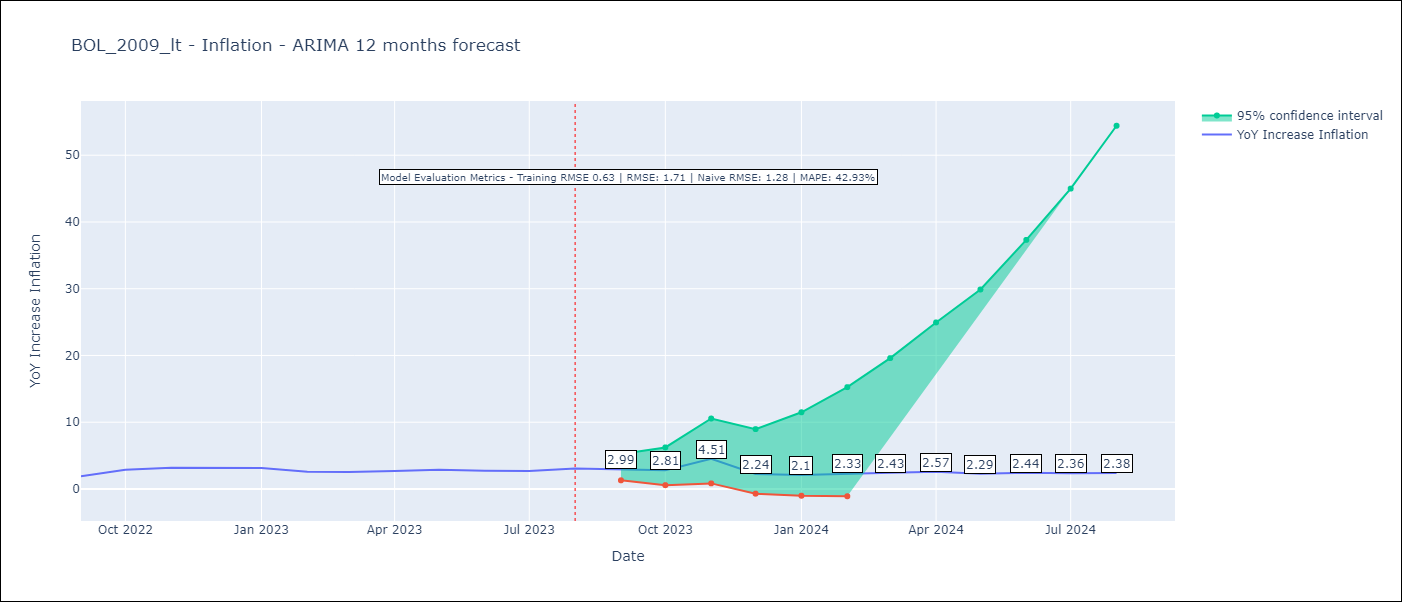 BOL_2009_lt - Inflation - ARIMA 12 months forecast
95% confidence interval
YoY Increase Inflation
Model Evaluation Metrics - Training RMSE 0.63 | RMSE: 1.71 | Naive RMSE: 1.28 | MAPE: 42.93%
YoY Increase Inflation
50
40
30
20
10
0
2.99
2.81
4.51
2.24
2.1
2.33
2.43
2.57
2.29
2.44
2.36
2.38
Oct 2022
Jan 2023
Apr 2023
Jul 2023
Oct 2023
Jan 2024
Apr 2024
Jul 2024
Date